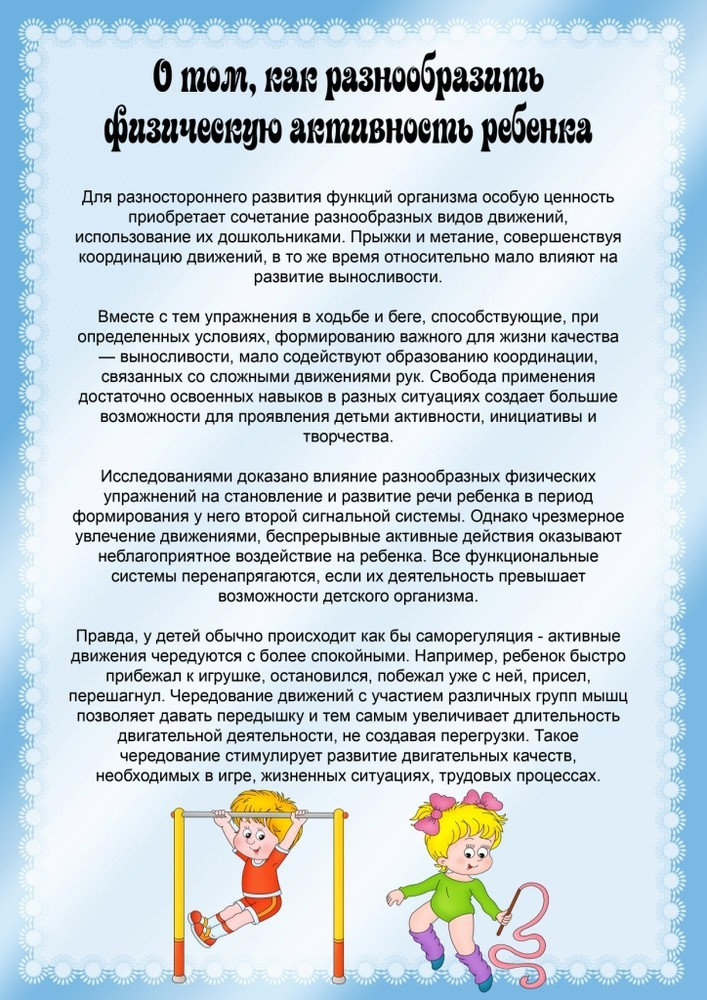 О том, как разнообразить
физическую активность ребенка
Для разностороннего развития функций организма особую ценность
приобретает сочетание разнообразных видов движений,
использование их дошкольниками. Прыжки и метание, совершенствуя
координацию движений, в то же время относительно мало влияют на
развитие выносливости.
Вместе с тем упражнения в ходьбе и беге, способствующие, при
определенных условиях, формированию важного для жизни качества
— выносливости, мало содействуют образованию координации,
связанных со сложными движениями рук. Свобода применения
достаточно освоенных навыков в разных ситуациях создает большие
возможности для проявления детьми активности, инициативы и
творчества.
Исследованиями доказано влияние разнообразных физических
упражнений на становление и развитие речи ребенка в период
формирования у него второй сигнальной системы. Однако чрезмерное
увлечение движениями, беспрерывные активные действия оказывают
неблагоприятное воздействие на ребенка. Все функциональные
системы перенапрягаются, если их деятельность превышает
возможности детского организма.
Правда, у детей обычно происходит как бы саморегуляция - активные
движения чередуются с более спокойными. Например, ребенок быстро
прибежал к игрушке, остановился, побежал уже с ней, присел,
перешагнул. Чередование движений с участием различных групп мышц
позволяет давать передышку и тем самым увеличивает длительность
двигательной деятельности, не создавая перегрузки. Такое
чередование стимулирует развитие двигательных качеств,
необходимых в игре, жизненных ситуациях, трудовых процессах.